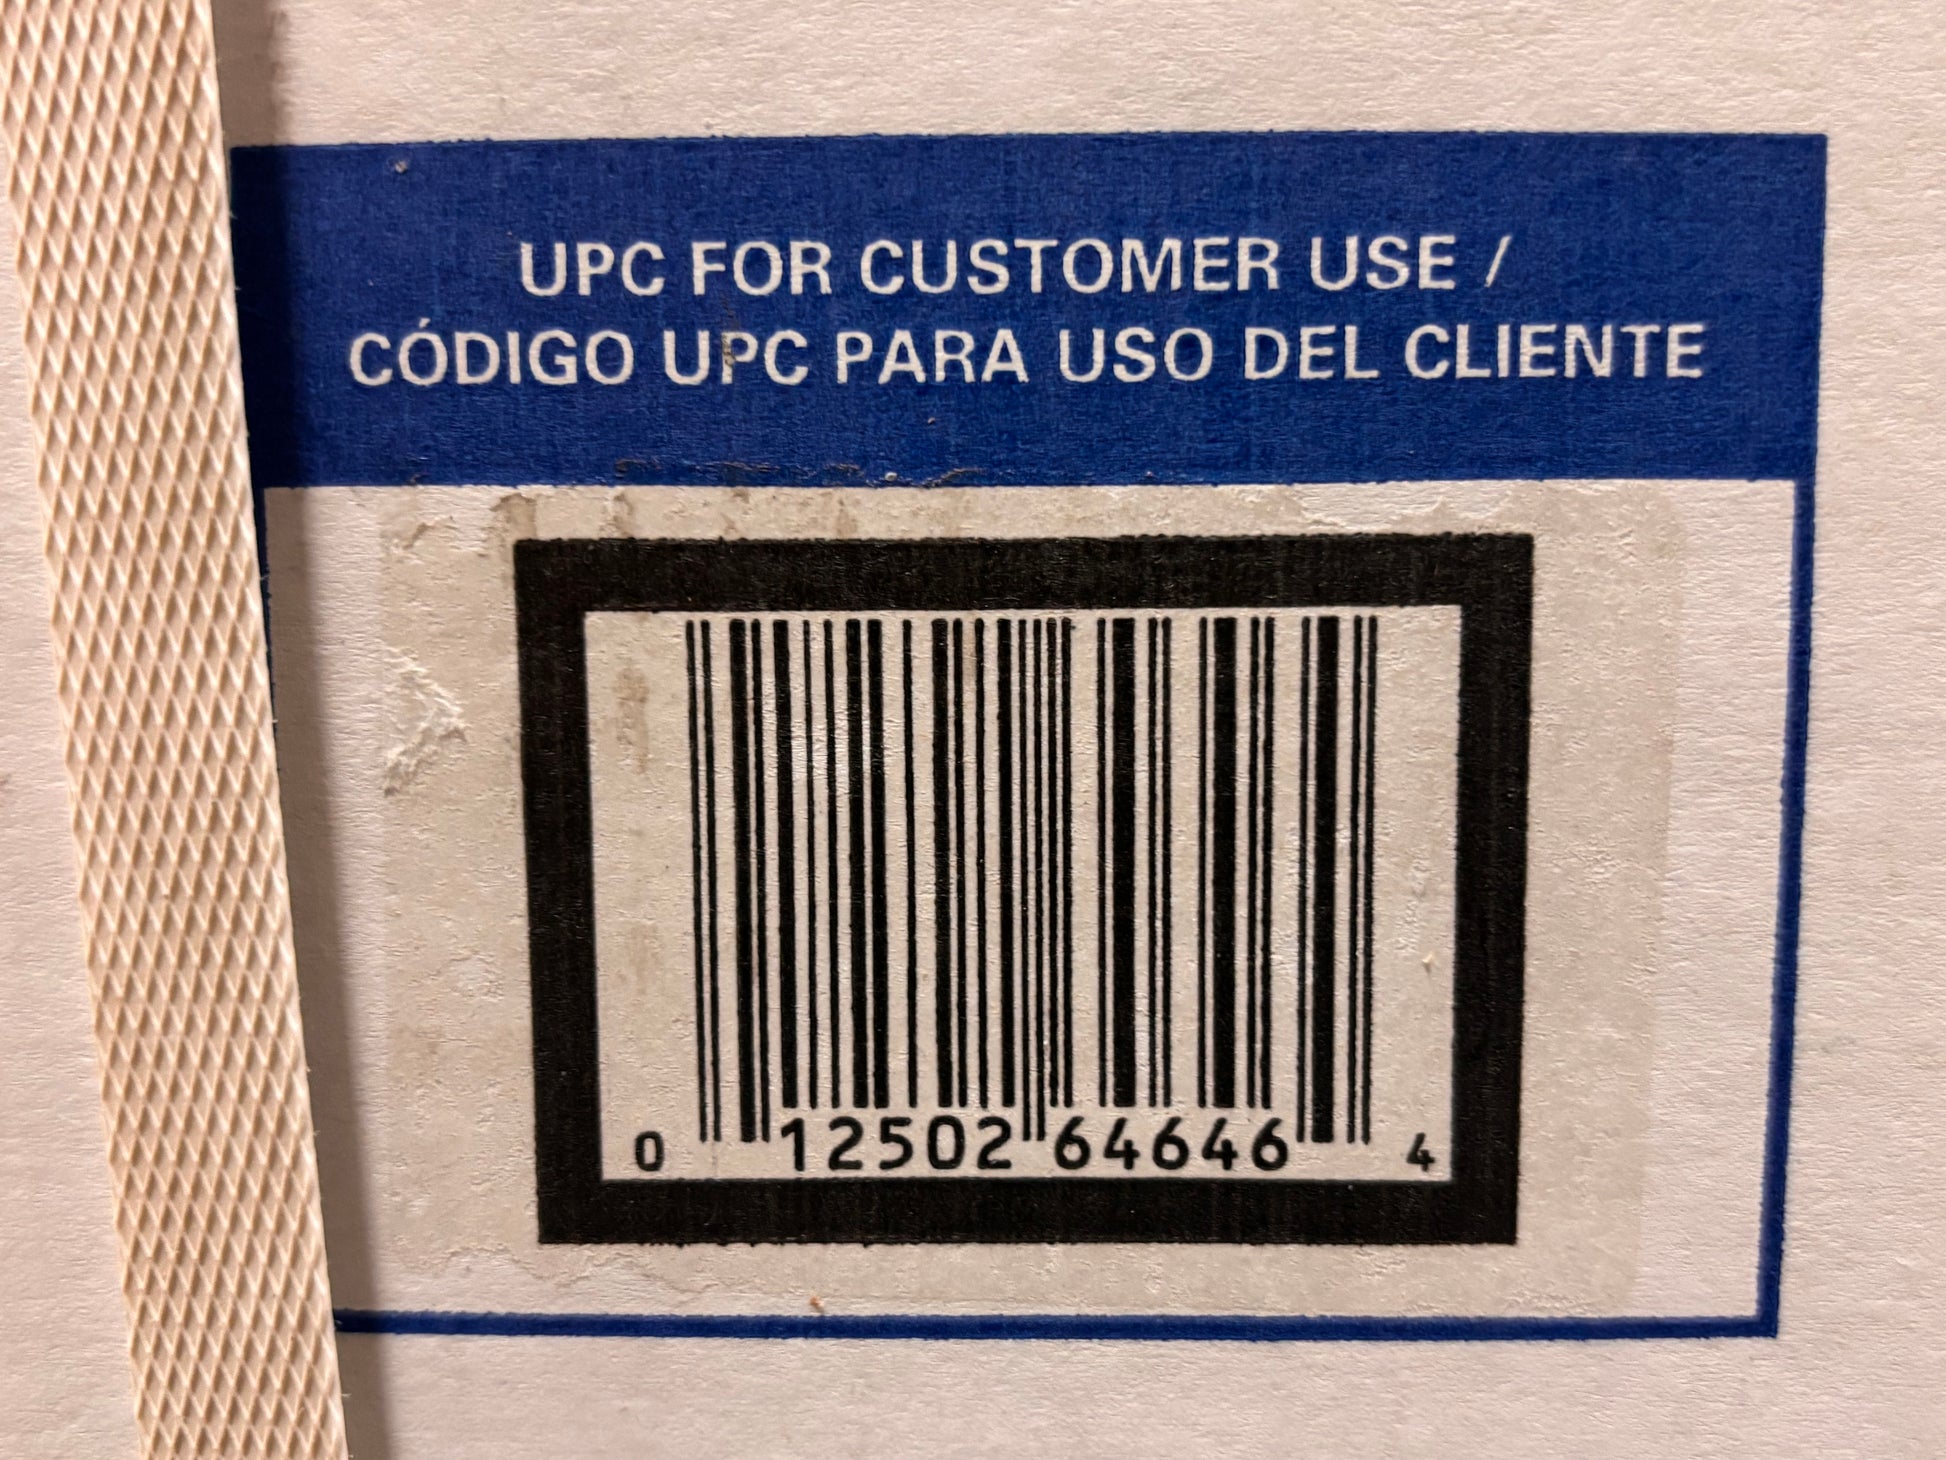 UPC FOR CUSTOMER USE /
CÓDIGO UPC PARA USO DEL CLIENTE
0 12502 64646 4